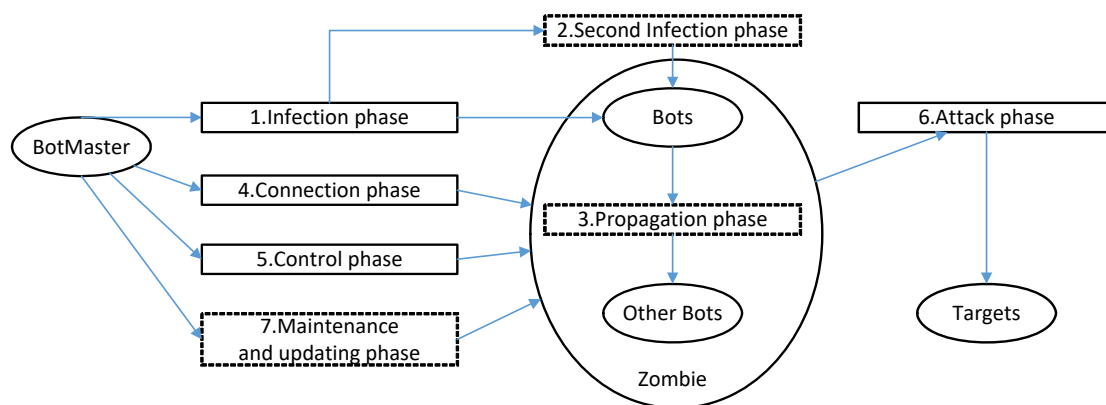 2.Second Infection phase
1.Infection phase
Bots
6.Attack phase
BotMaster
4.Connection phase
3.Propagation phase
5.Control phase
Other Bots
Targets
7.Maintenance
and updating phase
Zombie